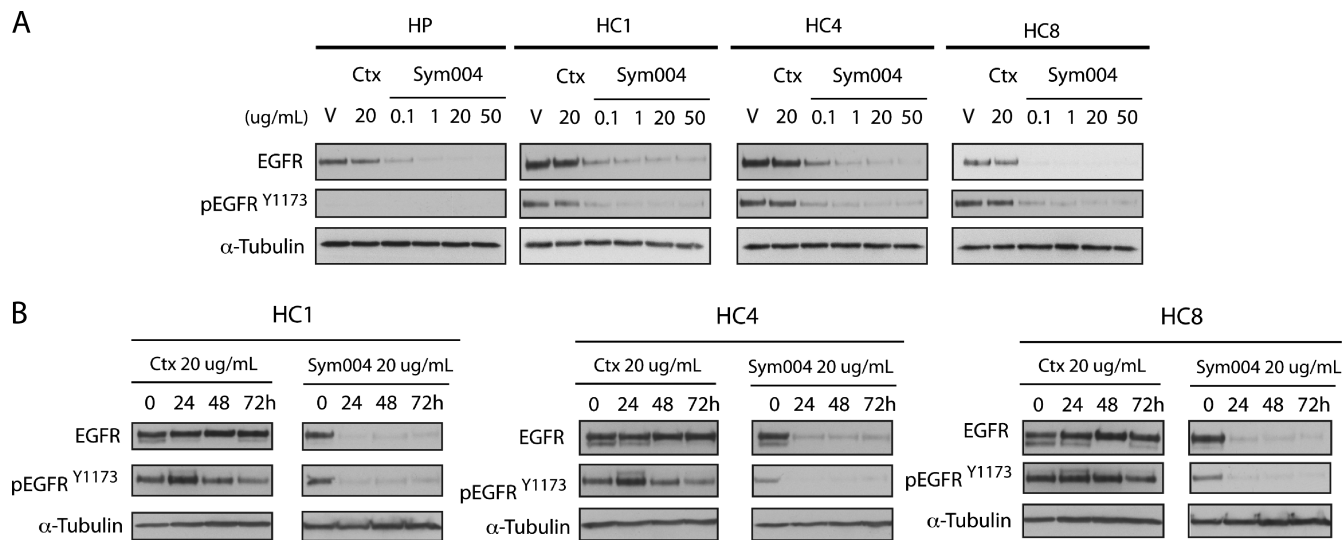 A
HP HC1 HC4 HC8
Ctx Sym004 Ctx Sym004 Ctx Sym004 Ctx Sym004
(ug/mL) V 20 0.1 1 20 50 V 20 0.1 1 20 50 V 20 0.1 1 20 50 V 20 0.1 1 20 50
EGFR
pEGFR Y1173
α-Tubulin
B
HC1 HC4 HC8
Ctx 20 ug/mL Sym004 20 ug/mL Ctx 20 ug/mL Sym004 20 ug/mL Ctx 20 ug/mL Sym004 20 ug/mL
0 24 48 72h 0 24 48 72h 0 24 48 72h 0 24 48 72h 0 24 48 72h 0 24 48 72h
EGFR EGFR EGFR
pEGFR Y1173 pEGFR Y1173 pEGFR Y1173
α-Tubulin α-Tubulin α-Tubulin